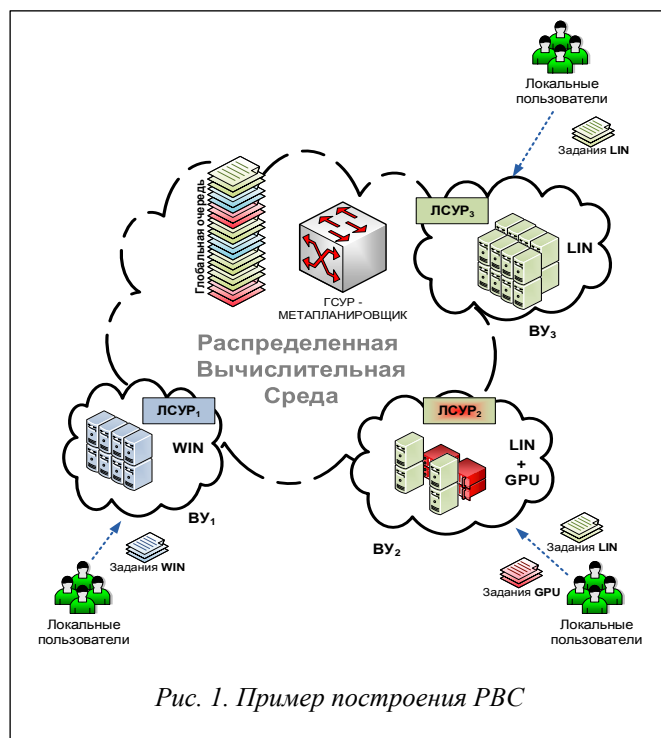 Локальные
пользователи
Задания LIN
Глобальная очередь
ЛСУР3
LIN
ГСУР -
МЕТАПЛАНИРОВЩИК
ВУ3
Распределенная
Вычислительная
Среда
ЛСУР1
WIN
ВУ1
ЛСУР2
LIN
+
GPU
ВУ2
Задания WIN
Локальные
пользователи
Задания LIN
Задания GPU
Локальные
пользователи
Рис. 1. Пример построения РВС